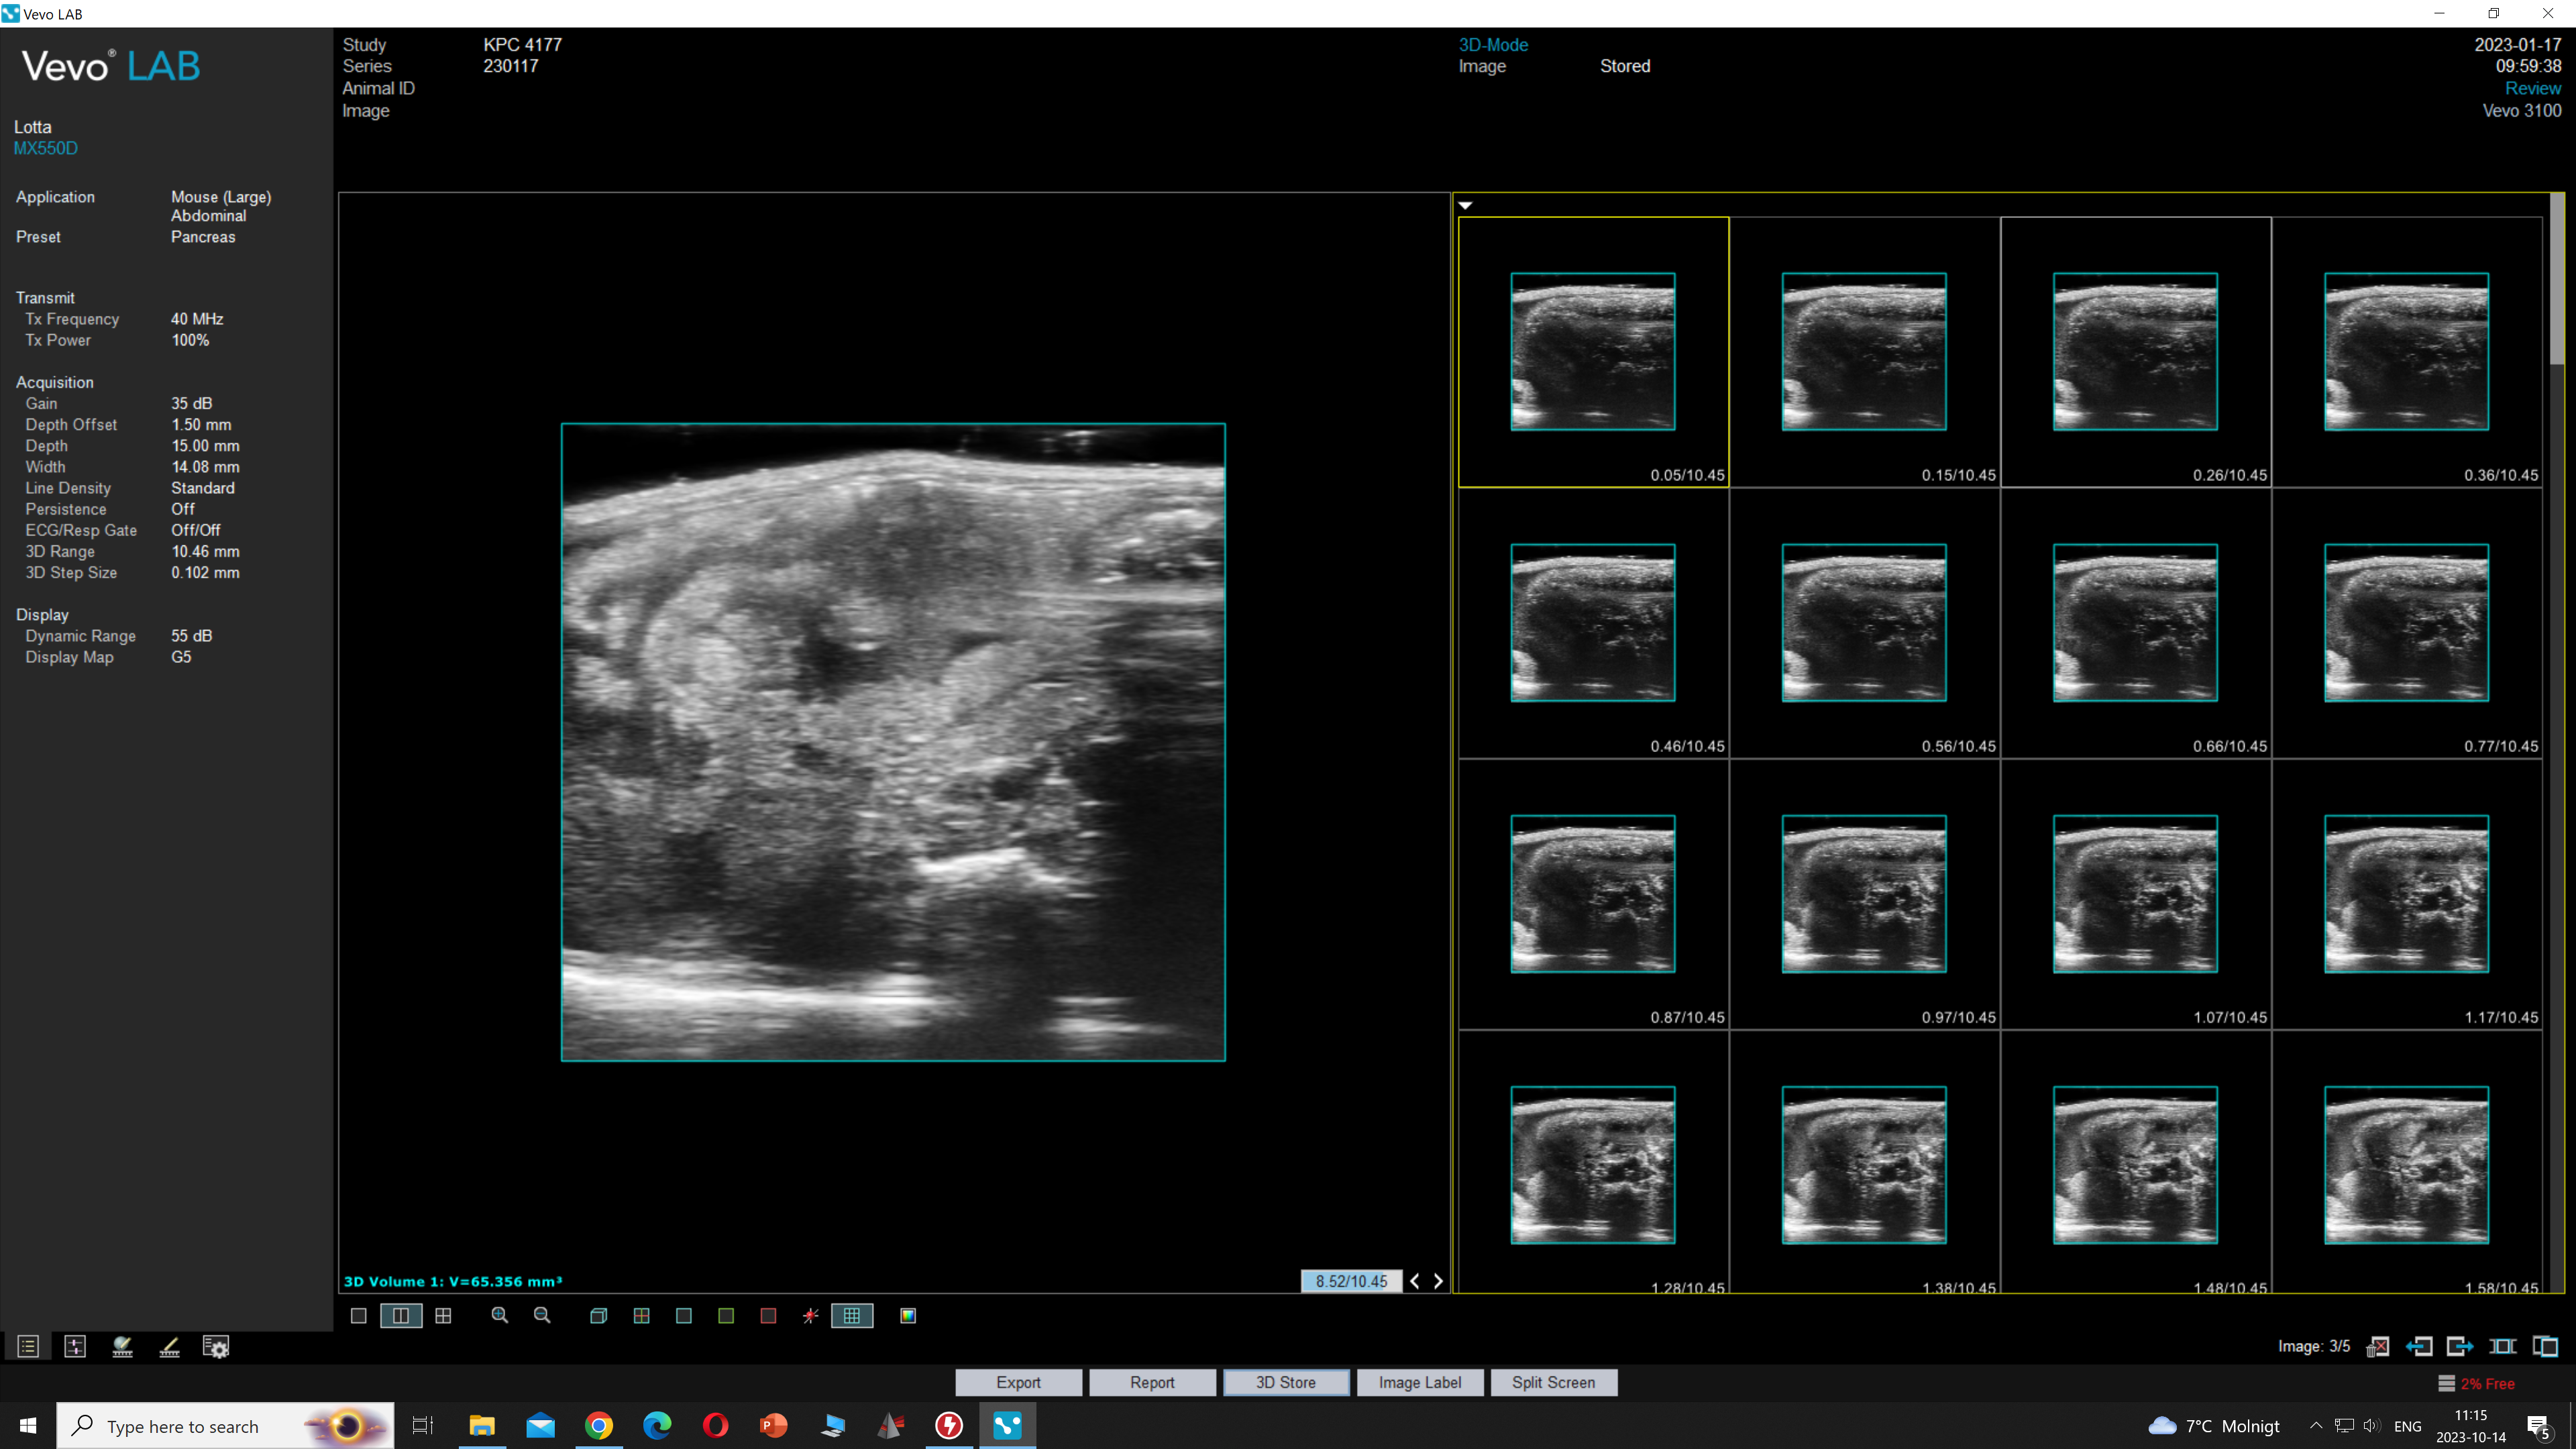 Vevo LAB
Vevo® LAB
Lotta
MX550D
Application Mouse (Large)
Abdominal
Preset Pancreas
Transmit
Tx Frequency 40 MHz
Tx Power 100%
Acquisition
Gain 35 dB
Depth Offset 1.50 mm
Depth 15.00 mm
Width 14.08 mm
Line Density Standard
Persistence Off
ECG/Resp Gate Off/Off
3D Range 10.46 mm
3D Step Size 0.102 mm
Display
Dynamic Range 55 dB
Display Map G5
Study KPC 4177
Series 230117
Animal ID
Image
3D-Mode
Image Stored
2023-01-17
09:59:38
Review
Vevo 3100
0.05/10.45 0.15/10.45 0.26/10.45 0.36/10.45
0.46/10.45 0.56/10.45 0.66/10.45 0.77/10.45
0.87/10.45 0.97/10.45 1.07/10.45 1.17/10.45
1.28/10.45 1.38/10.45 1.48/10.45 1.58/10.45
3D Volume 1: V=65.356 mm³
8.52/10.45
Image: 3/5
Export Report 3D Store Image Label Split Screen
2% Free
Type here to search
P
7°C Molnigt
ENG
11:15
2023-10-14
5